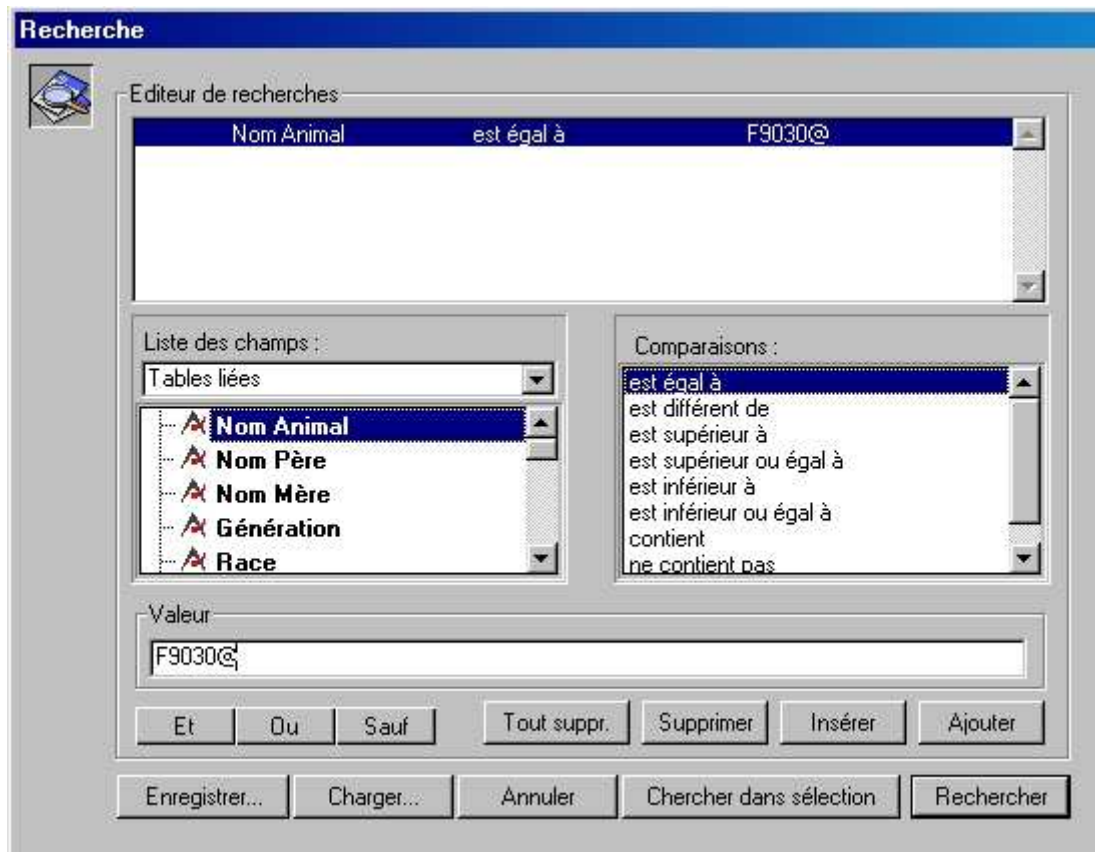 Recherche
Editeur de recherches
Nom Animal est égal à F9030@
Liste des champs :
Tables liées
Nom Animal
Nom Père
Nom Mère
Génération
Race
Comparaisons :
est égal à
est différent de
est supérieur à
est supérieur ou égal à
est inférieur à
est inférieur ou égal à
contient
ne contient pas
Valeur
F9030@
Et Ou Sauf Tout suppr. Supprimer Insérer Ajouter
Enregistrer... Charger... Annuler Chercher dans sélection Rechercher